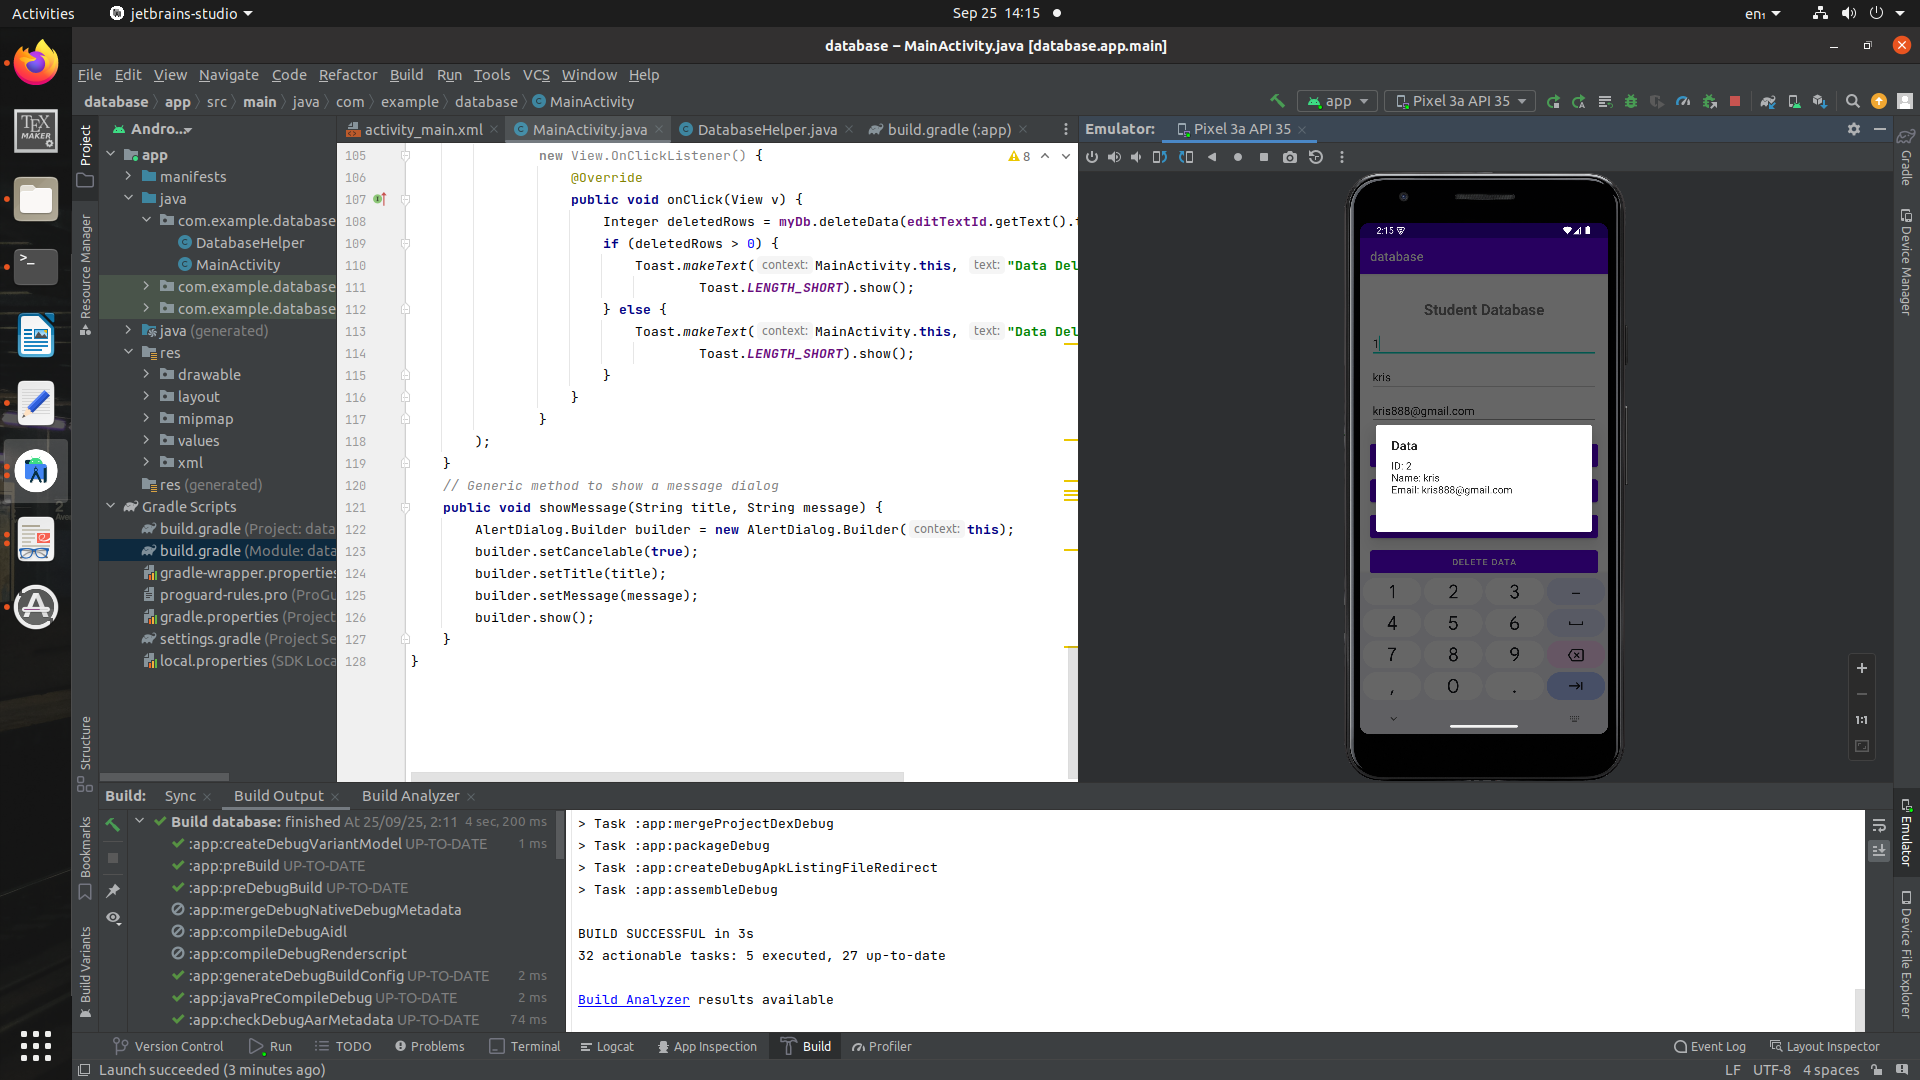 Activities
jetbrains-studio
Sep 25 14:15
en₁
database – MainActivity.java [database.app.main]
File Edit View Navigate Code Refactor Build Run Tools VCS Window Help
database app src main java com example database MainActivity
app
Pixel 3a API 35
Project
Resource Manager
Structure
Bookmarks
Build Variants
Andro...
app
manifests
java
com.example.database
DatabaseHelper
MainActivity
com.example.database
com.example.database
java (generated)
res
drawable
layout
mipmap
values
xml
res (generated)
Gradle Scripts
build.gradle (Project: data
build.gradle (Module: data
gradle-wrapper.properties
proguard-rules.pro (ProGu
gradle.properties (Project
settings.gradle (Project Se
local.properties (SDK Loca
activity_main.xml
MainActivity.java
DatabaseHelper.java
build.gradle (:app)
8
105 new View.OnClickListener() {
106 @Override
107 public void onClick(View v) {
108 Integer deletedRows = myDb.deleteData(editTextId.getText().
109 if (deletedRows > 0) {
110 Toast.makeText( context: MainActivity.this, text: "Data Del
111 Toast.LENGTH_SHORT).show();
112 } else {
113 Toast.makeText( context: MainActivity.this, text: "Data Del
114 Toast.LENGTH_SHORT).show();
115 }
116 }
117 }
118 );
119 }
120 // Generic method to show a message dialog
121 public void showMessage(String title, String message) {
122 AlertDialog.Builder builder = new AlertDialog.Builder( context: this);
123 builder.setCancelable(true);
124 builder.setTitle(title);
125 builder.setMessage(message);
126 builder.show();
127 }
128 }
Emulator: Pixel 3a API 35
2:15
database
Student Database
1
kris
kris888@gmail.com
Data
ID: 2
Name: kris
Email: kris888@gmail.com
DELETE DATA
1 2 3 –
4 5 6
7 8 9
, 0 .
1:1
Gradle
Device Manager
Emulator
Device File Explorer
Build: Sync Build Output Build Analyzer
Build database: finished At 25/09/25, 2:11 4 sec, 200 ms
:app:createDebugVariantModel UP-TO-DATE 1 ms
:app:preBuild UP-TO-DATE
:app:preDebugBuild UP-TO-DATE
:app:mergeDebugNativeDebugMetadata
:app:compileDebugAidl
:app:compileDebugRenderscript
:app:generateDebugBuildConfig UP-TO-DATE 2 ms
:app:javaPreCompileDebug UP-TO-DATE 2 ms
:app:checkDebugAarMetadata UP-TO-DATE 74 ms
> Task :app:mergeProjectDexDebug
> Task :app:packageDebug
> Task :app:createDebugApkListingFileRedirect
> Task :app:assembleDebug
BUILD SUCCESSFUL in 3s
32 actionable tasks: 5 executed, 27 up-to-date
Build Analyzer results available
Version Control Run TODO Problems Terminal Logcat App Inspection Build Profiler
Event Log Layout Inspector
Launch succeeded (3 minutes ago)
LF UTF-8 4 spaces